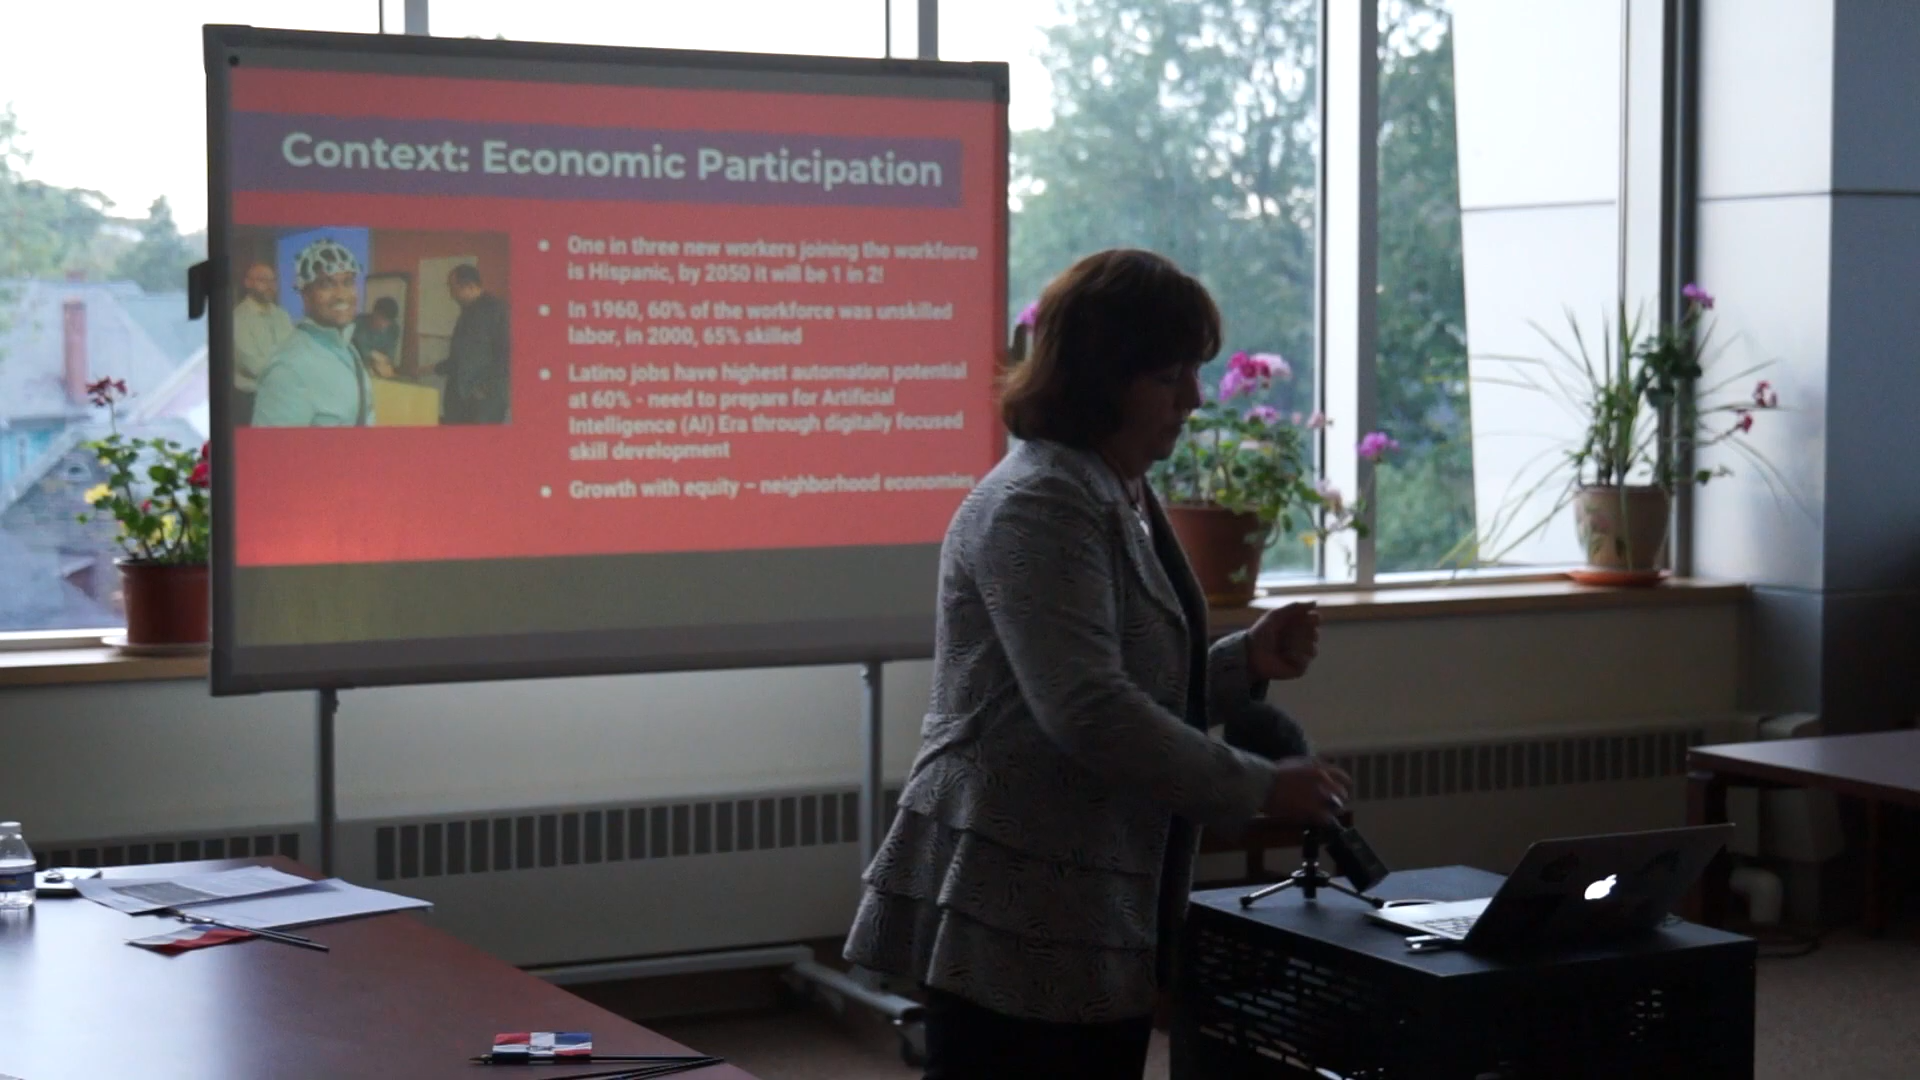 Context: Economic Participation
● One in three new workers joining the workforce
is Hispanic, by 2050 it will be 1 in 2!
● In 1960, 60% of the workforce was unskilled
labor, in 2000, 65% skilled
● Latino jobs have highest automation potential
at 60% - need to prepare for Artificial
Intelligence (AI) Era through digitally focused
skill development
● Growth with equity – neighborhood economies